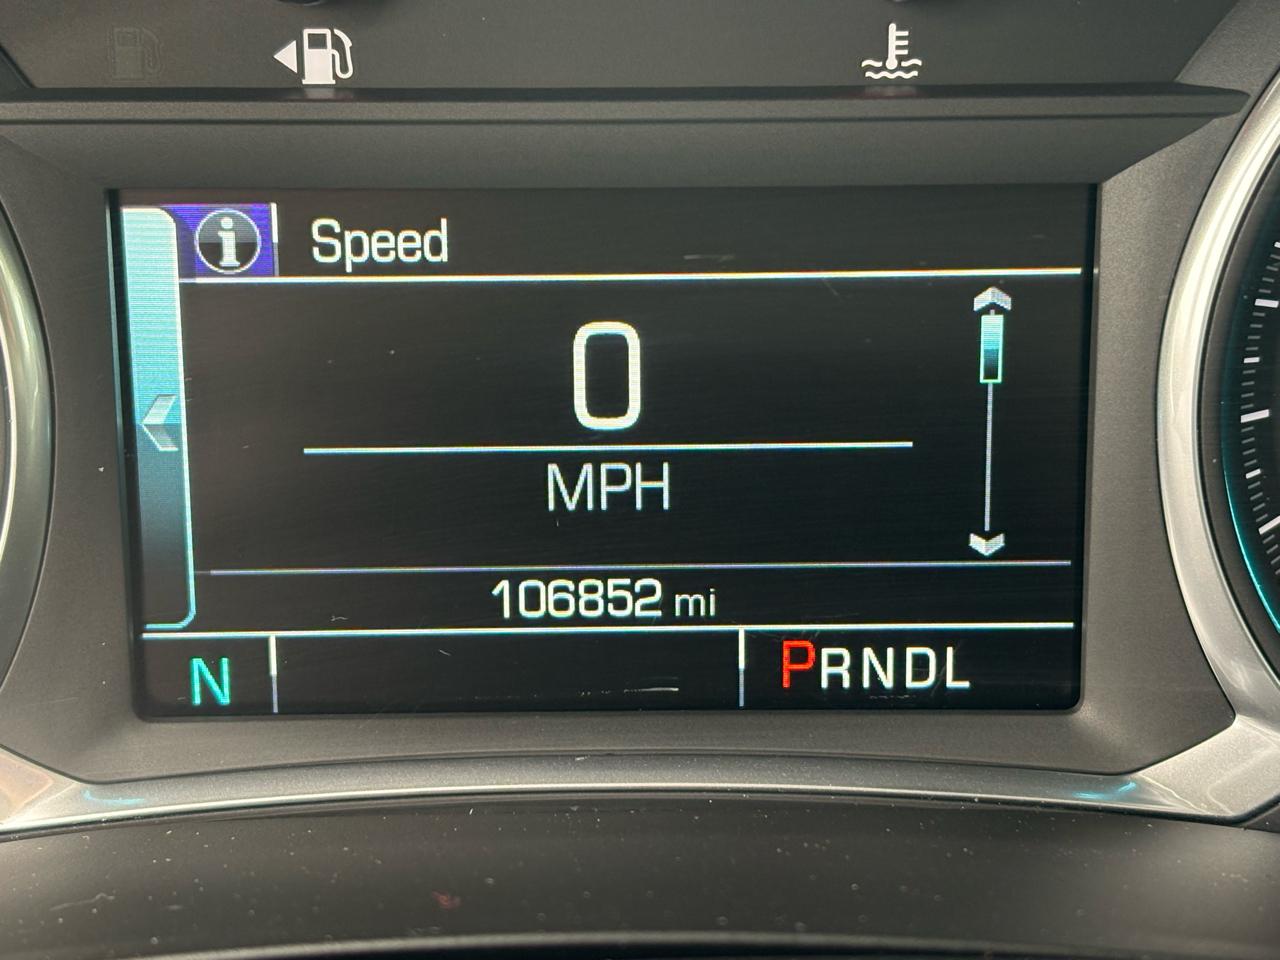 Speed
0
MPH
106852 mi
N
PRNDL